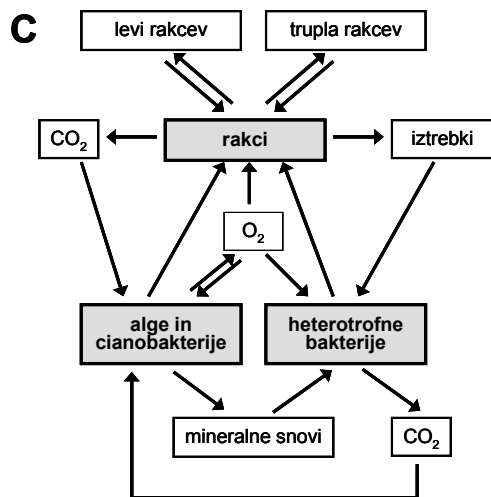 C
levi rakcev
trupla rakcev
CO₂
rakci
iztrebki
O₂
alge in
cianobakterije
heterotrofne
bakterije
mineralne snovi
CO₂